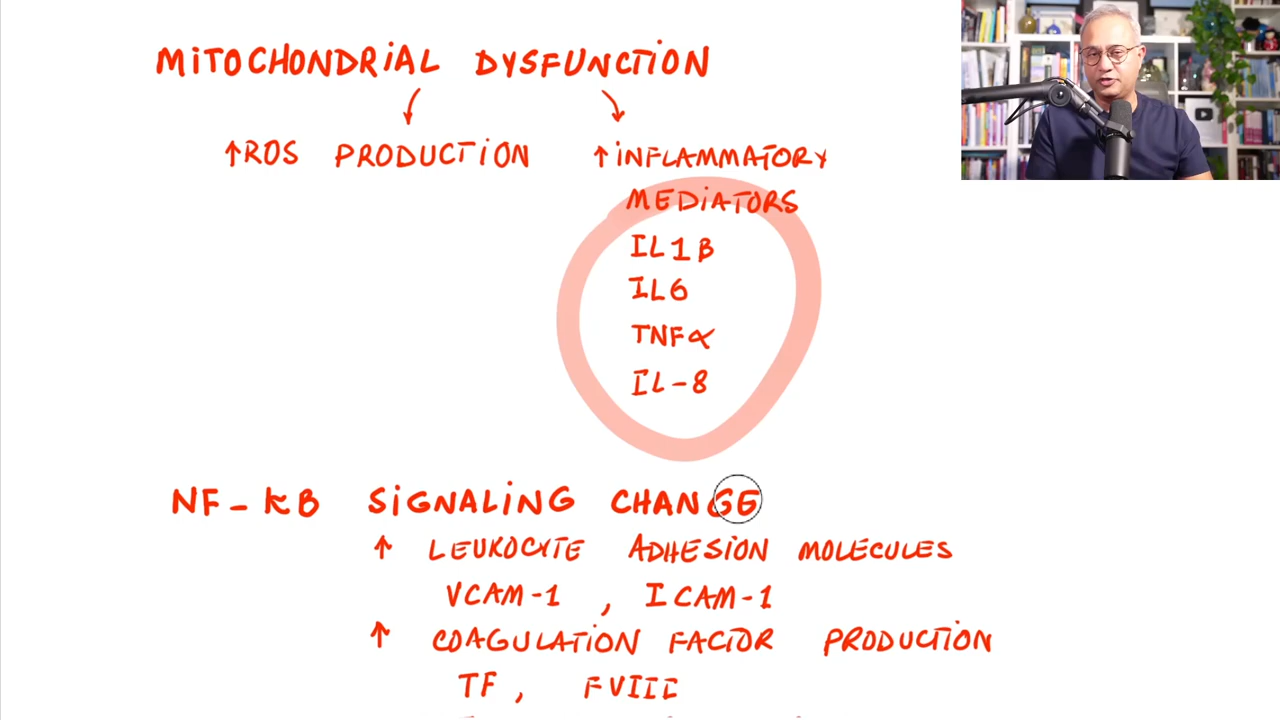 MITOCHONDRIAL DYSFUNCTION
↑ROS PRODUCTION ↑INFLAMMATORY
MEDIATORS
IL1B
IL6
TNFα
IL-8
NF-κB SIGNALING CHANGE
↑ LEUKOCYTE ADHESION MOLECULES
VCAM-1, ICAM-1
↑ COAGULATION FACTOR PRODUCTION
TF, FVIII